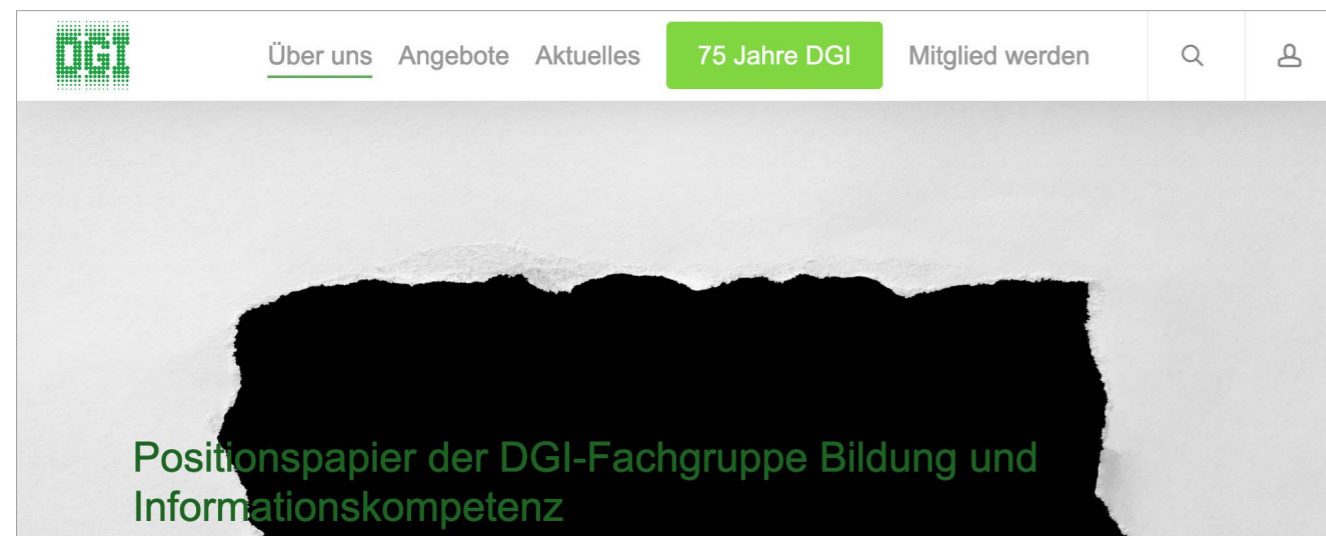 DGI
Über uns Angebote Aktuelles 75 Jahre DGI Mitglied werden
Positionspapier der DGI-Fachgruppe Bildung und
Informationskompetenz